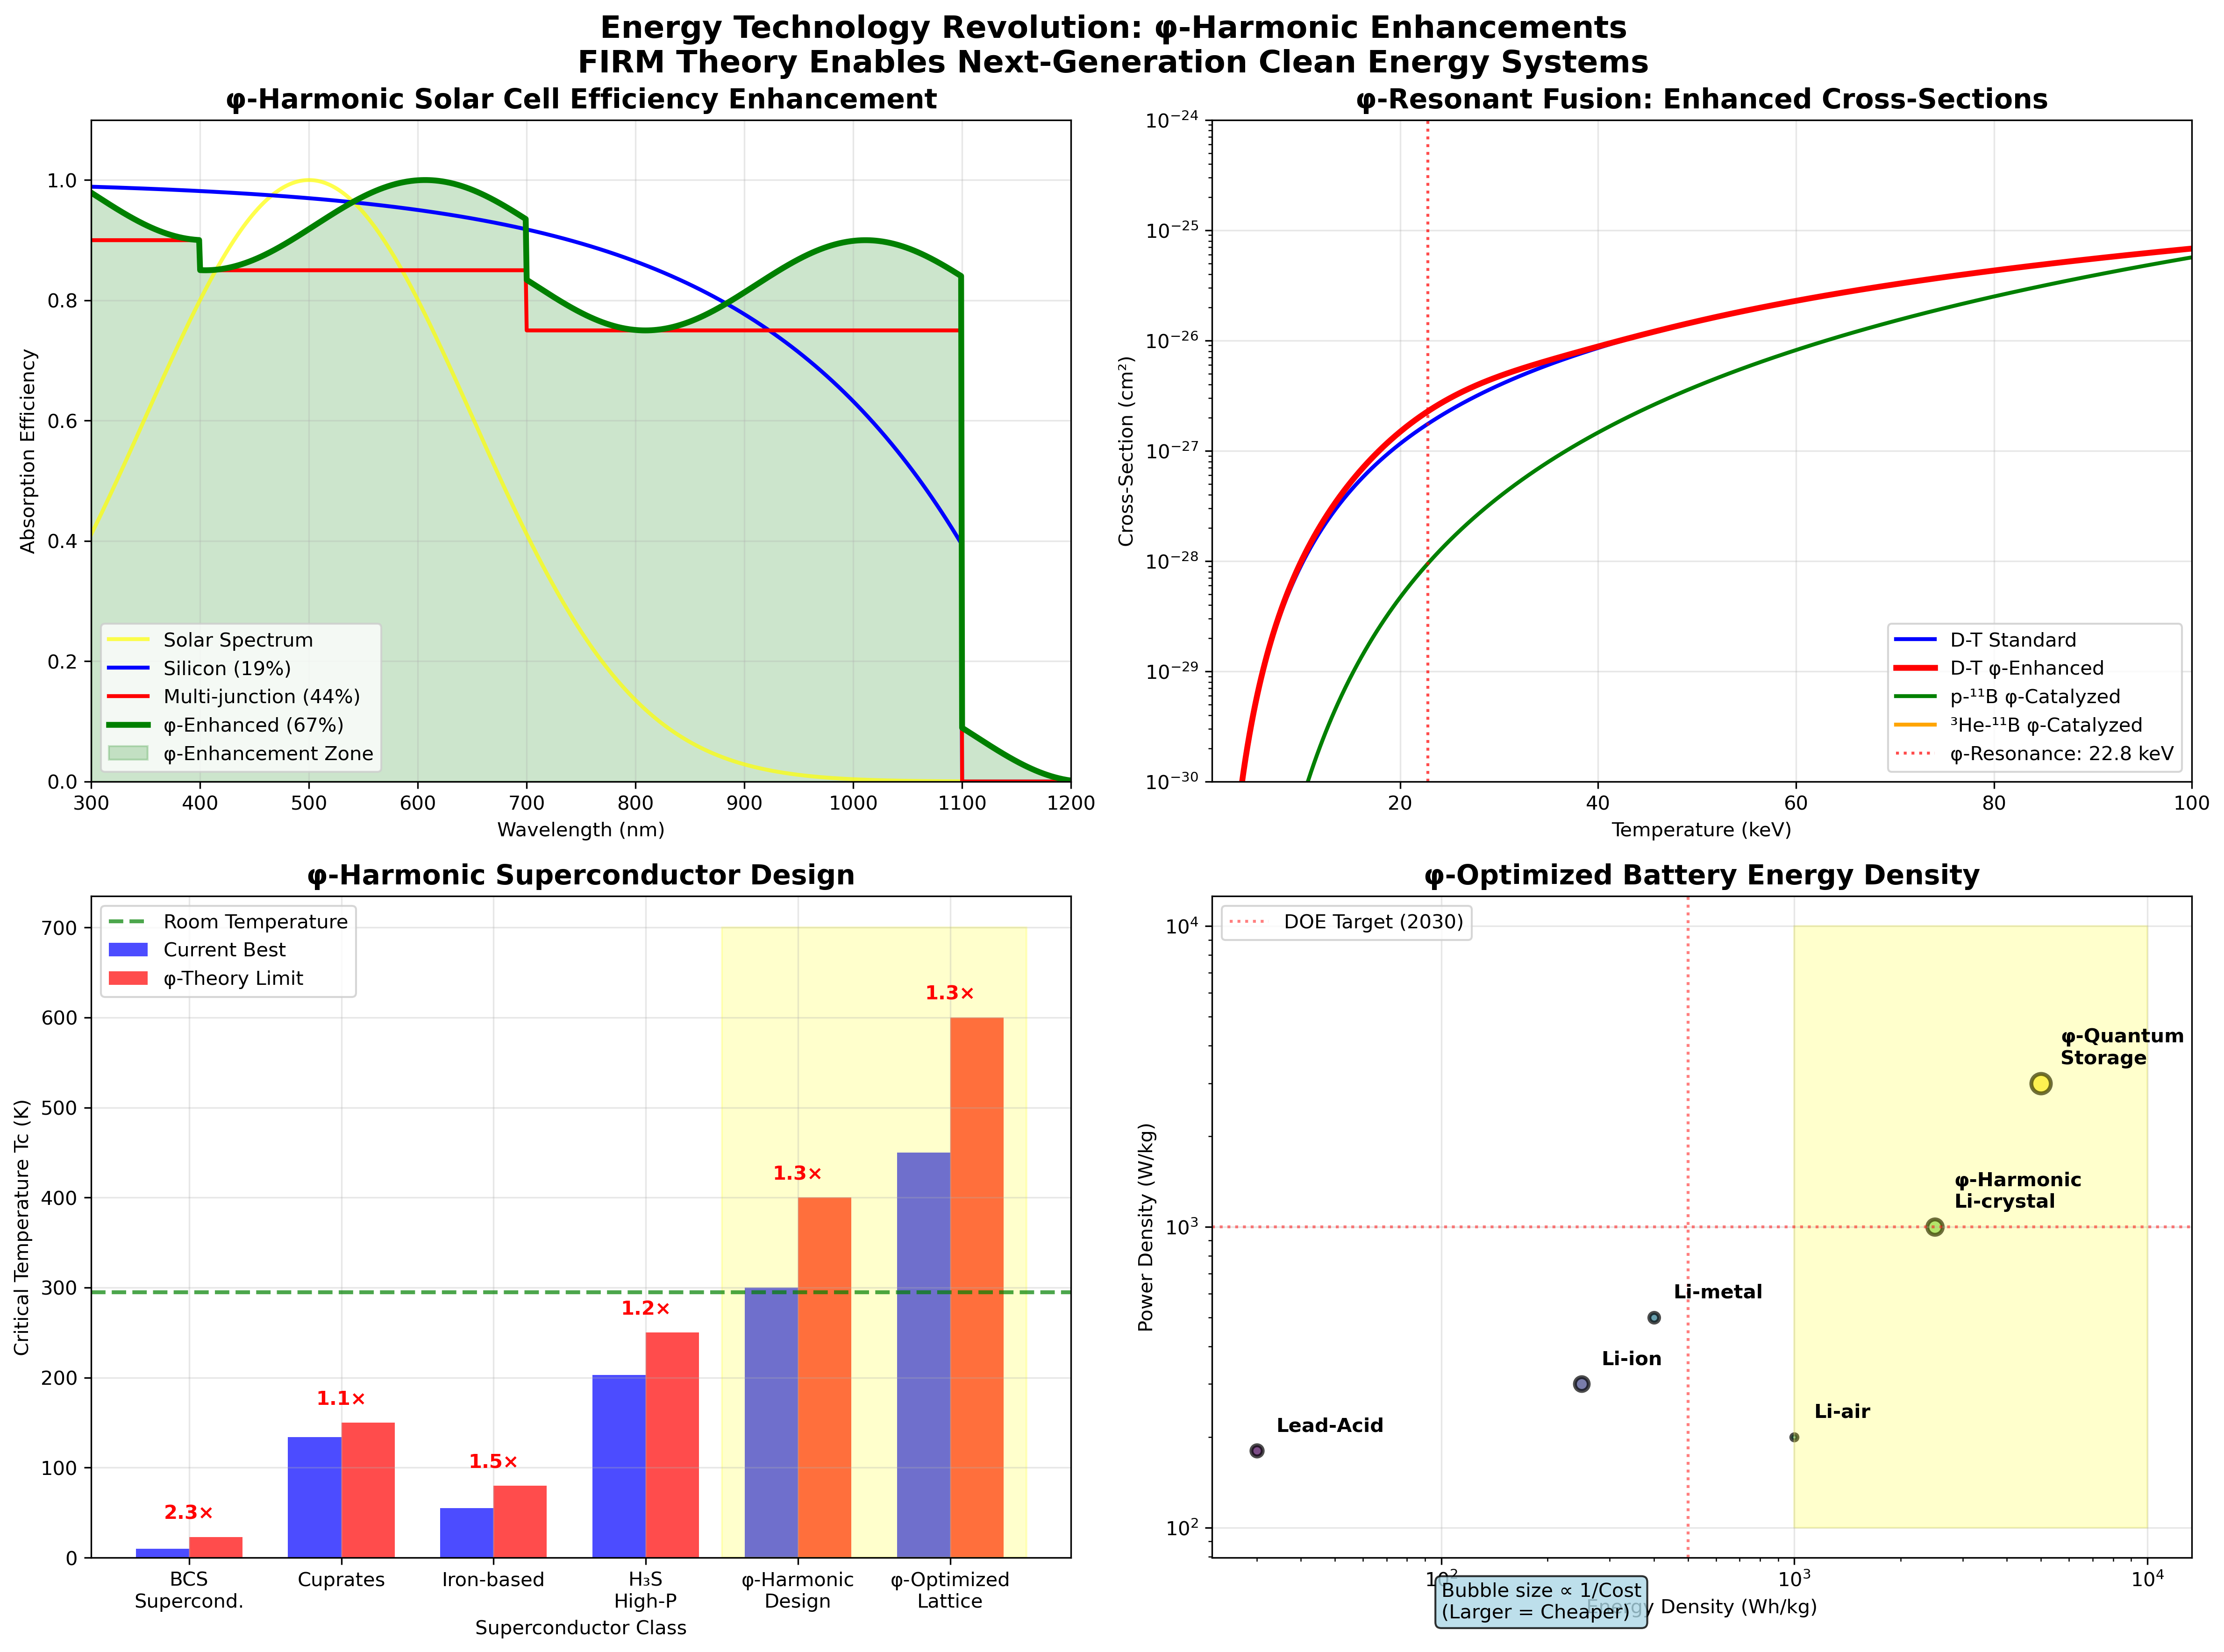 Energy Technology Revolution: φ-Harmonic Enhancements
FIRM Theory Enables Next-Generation Clean Energy Systems
φ-Harmonic Solar Cell Efficiency Enhancement
Absorption Efficiency
1.0
0.8
0.6
0.4
0.2
0.0
Solar Spectrum
Silicon (19%)
Multi-junction (44%)
φ-Enhanced (67%)
φ-Enhancement Zone
300 400 500 600 700 800 900 1000 1100 1200
Wavelength (nm)
φ-Resonant Fusion: Enhanced Cross-Sections
Cross-Section (cm²)
10⁻²⁴
10⁻²⁵
10⁻²⁶
10⁻²⁷
10⁻²⁸
10⁻²⁹
10⁻³⁰
D-T Standard
D-T φ-Enhanced
p-¹¹B φ-Catalyzed
³He-¹¹B φ-Catalyzed
φ-Resonance: 22.8 keV
20 40 60 80 100
Temperature (keV)
φ-Harmonic Superconductor Design
Critical Temperature Tc (K)
700
600
500
400
300
200
100
0
Room Temperature
Current Best
φ-Theory Limit
2.3×
1.1×
1.5×
1.2×
1.3×
1.3×
BCS
Supercond.
Cuprates
Iron-based
H₃S
High-P
φ-Harmonic
Design
φ-Optimized
Lattice
Superconductor Class
φ-Optimized Battery Energy Density
Power Density (W/kg)
10⁴
10³
10²
DOE Target (2030)
φ-Quantum
Storage
φ-Harmonic
Li-crystal
Li-metal
Li-ion
Li-air
Lead-Acid
10² 10³ 10⁴
Energy Density (Wh/kg)
Bubble size ∝ 1/Cost
(Larger = Cheaper)